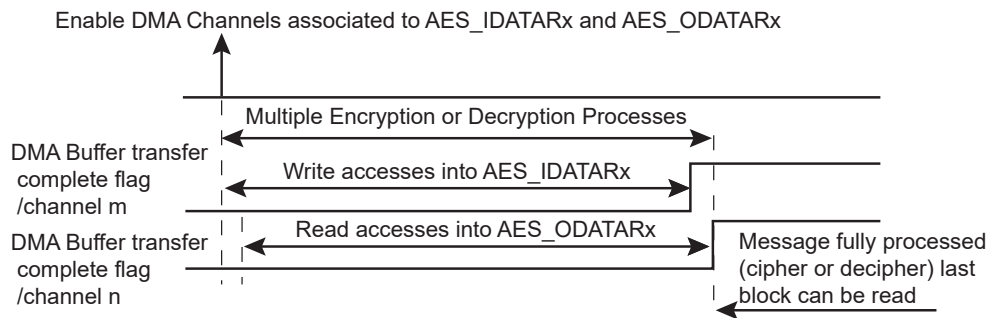 Enable DMA Channels associated to AES_IDATARx and AES_ODATARx
Multiple Encryption or Decryption Processes
DMA Buffer transfer
complete flag
/channel m
Write accesses into AES_IDATARx
DMA Buffer transfer
complete flag
/channel n
Read accesses into AES_ODATARx
Message fully processed
(cipher or decipher) last
block can be read